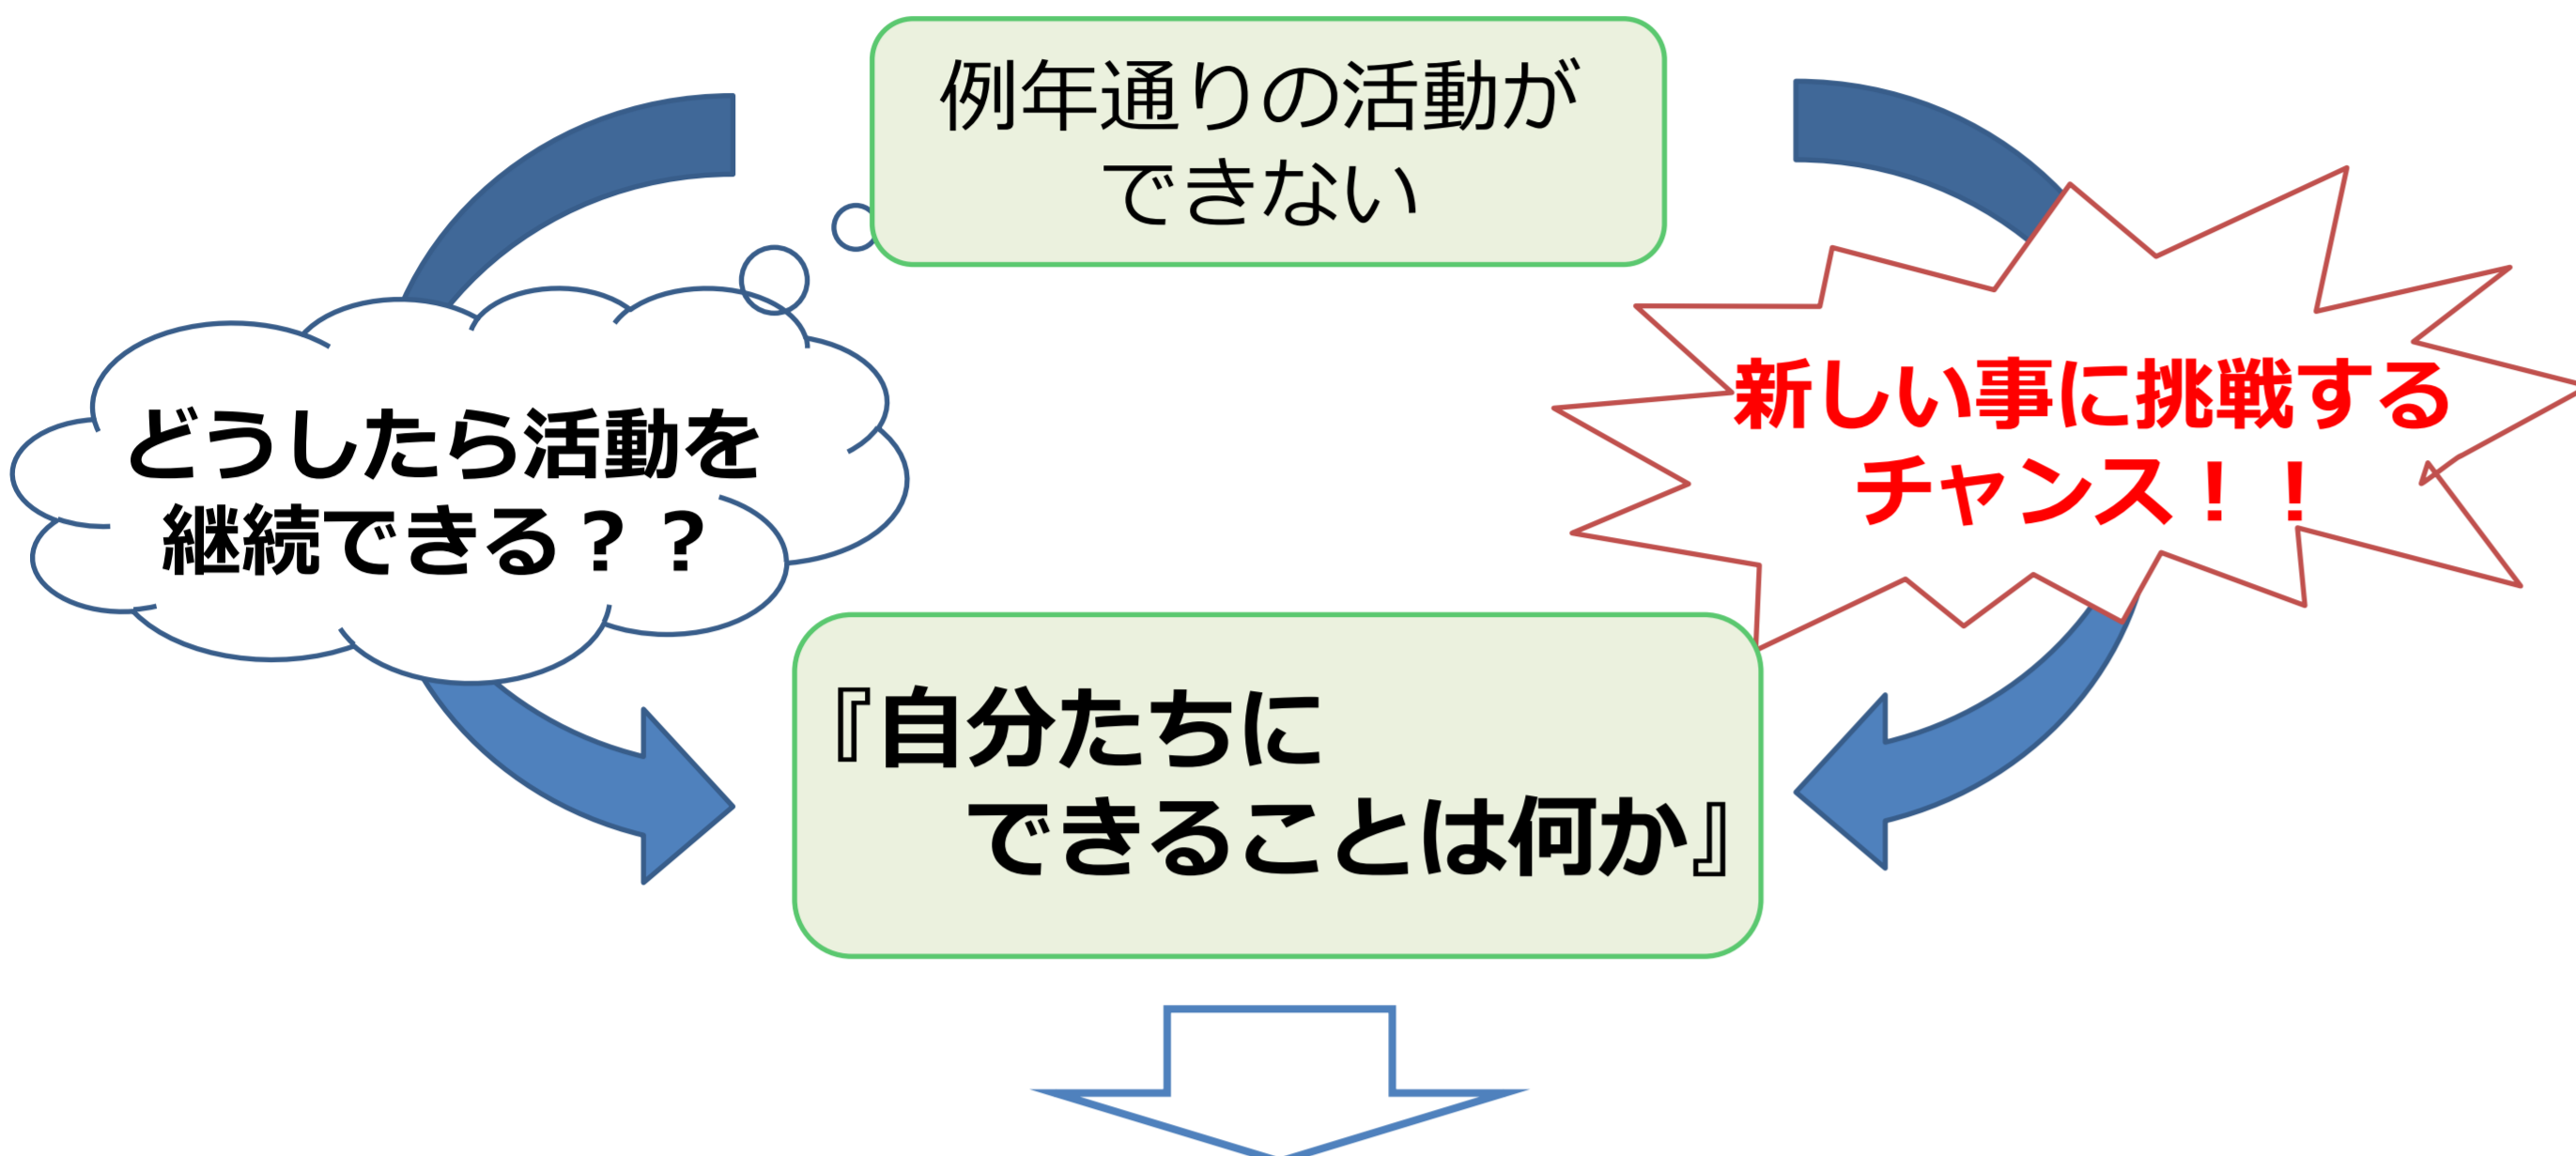 例年通りの活動が
できない
どうしたら活動を
継続できる？？
新しい事に挑戦する
チャンス！！
『自分たちに
できることは何か』